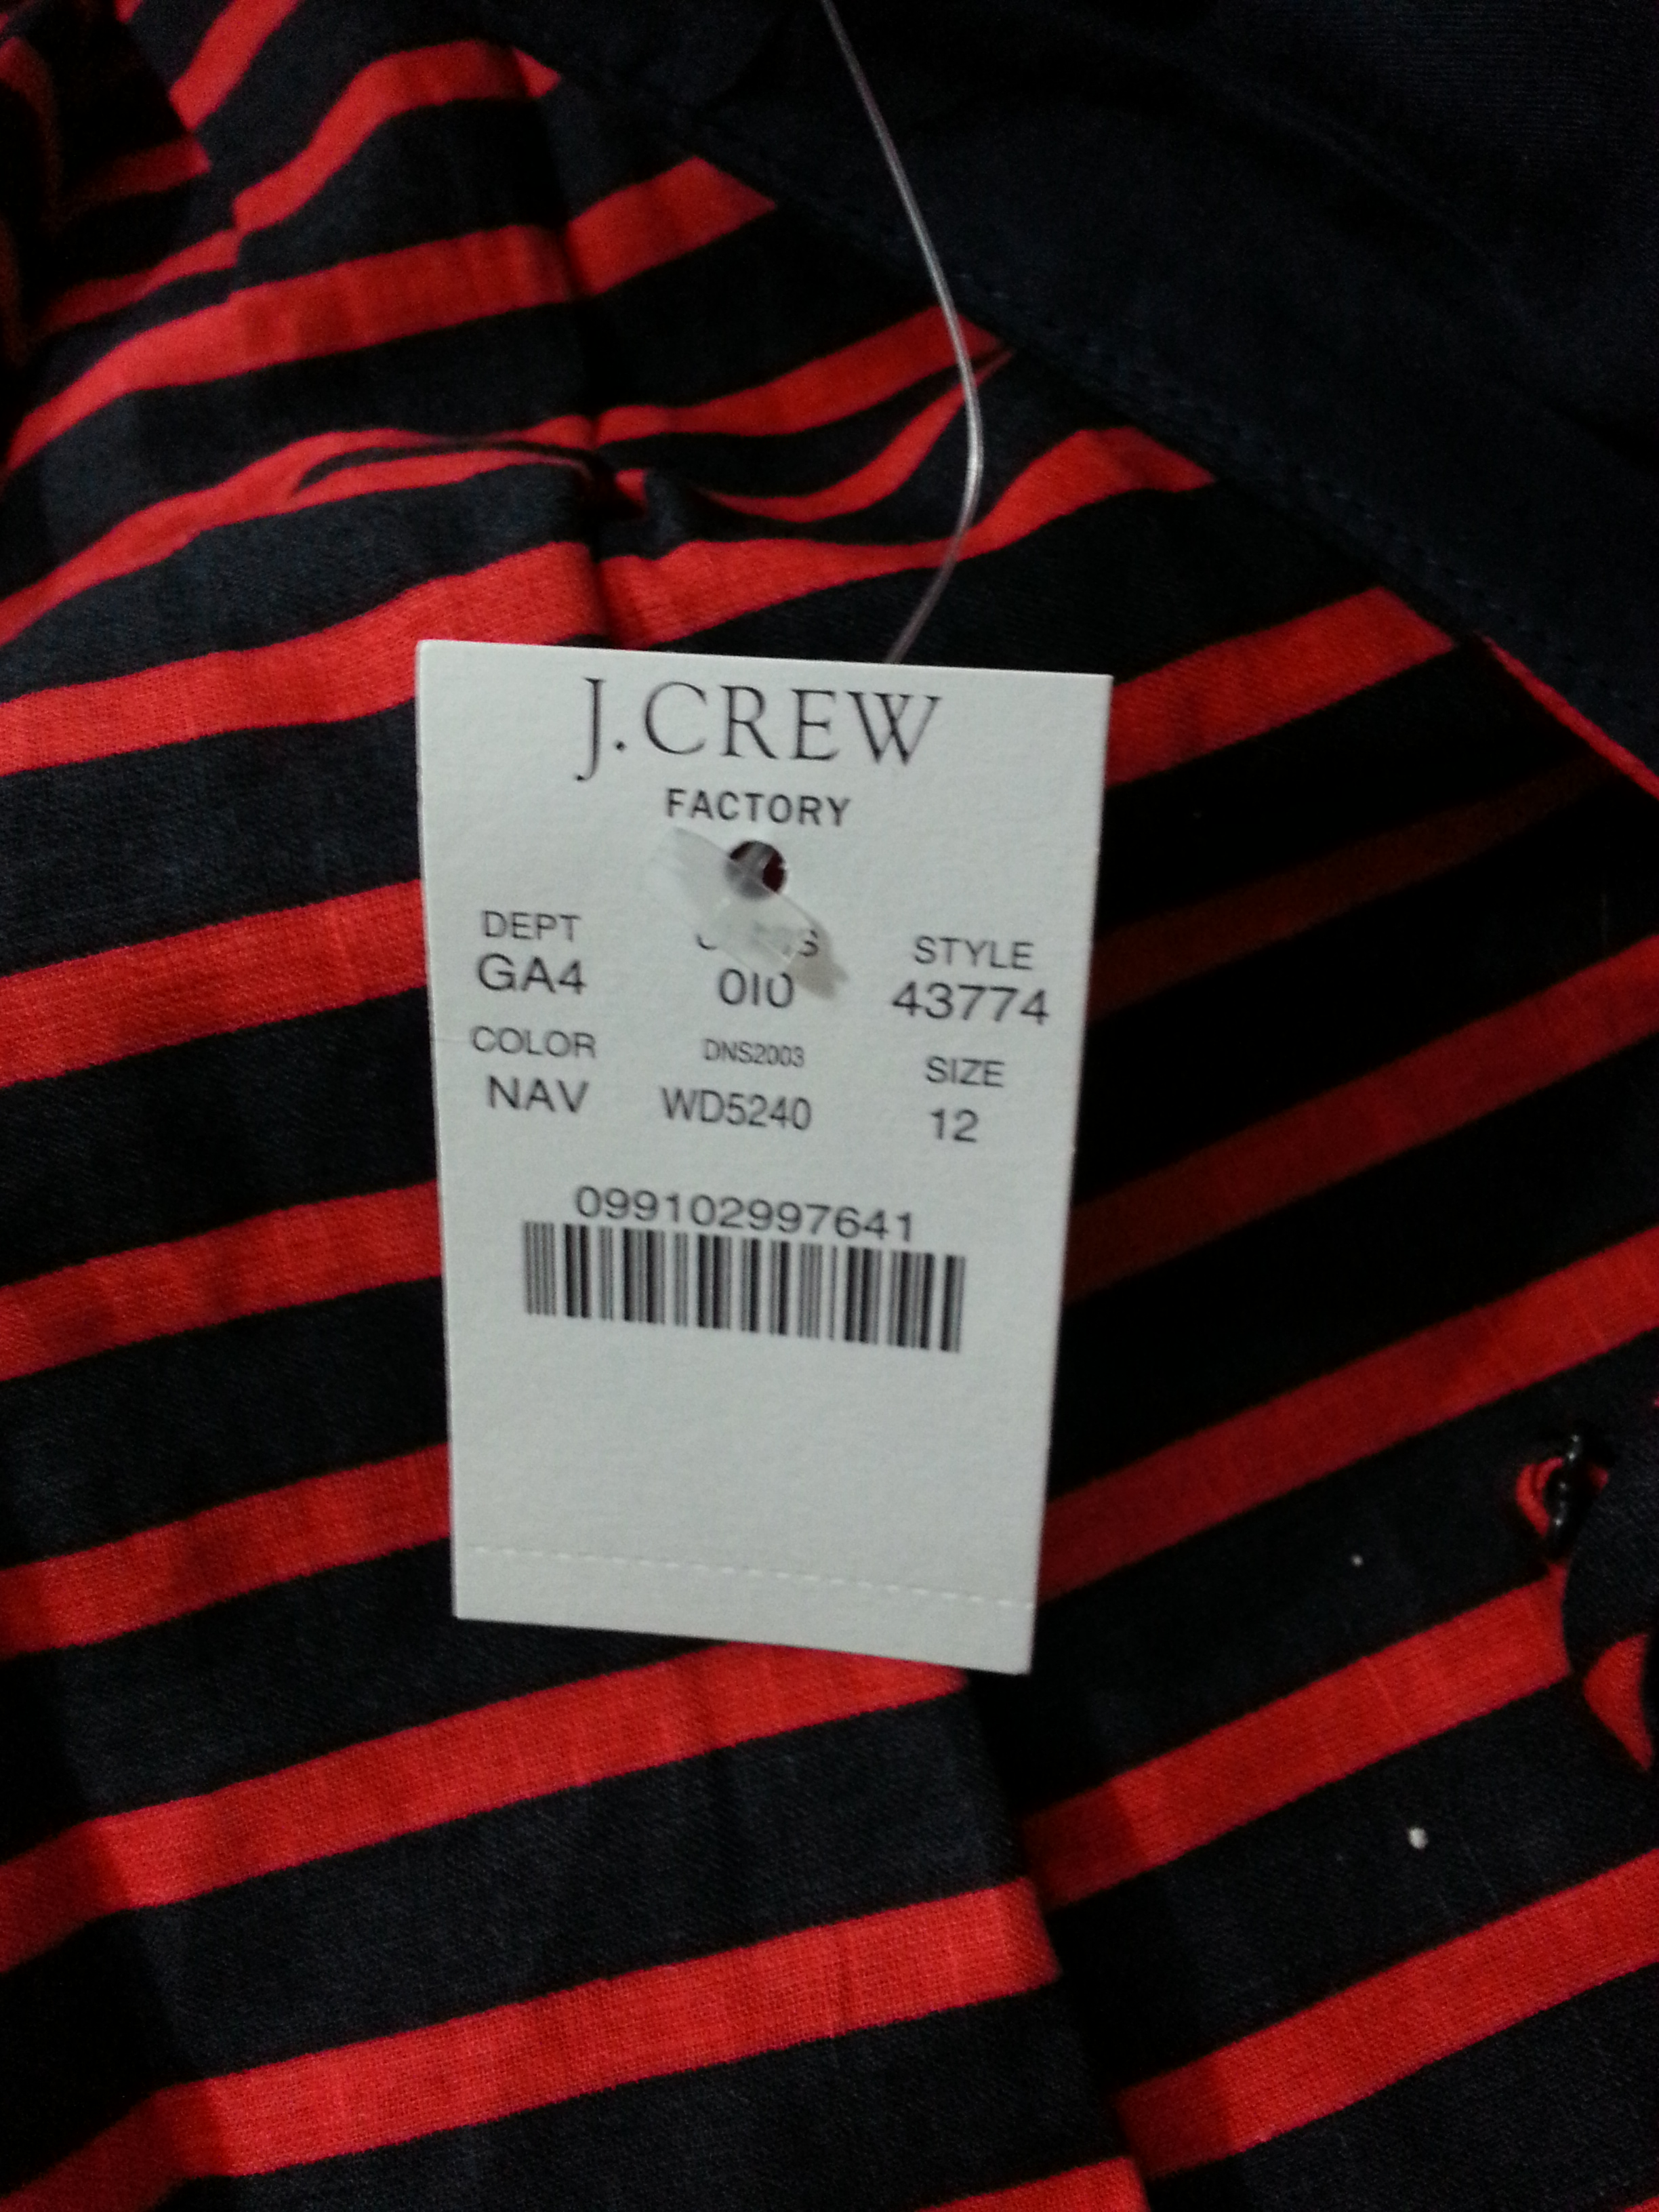 J.CREW
FACTORY
DEPT STYLE
GA4 010 43774
COLOR DNS2003 SIZE
NAV WD5240 12
099102997641